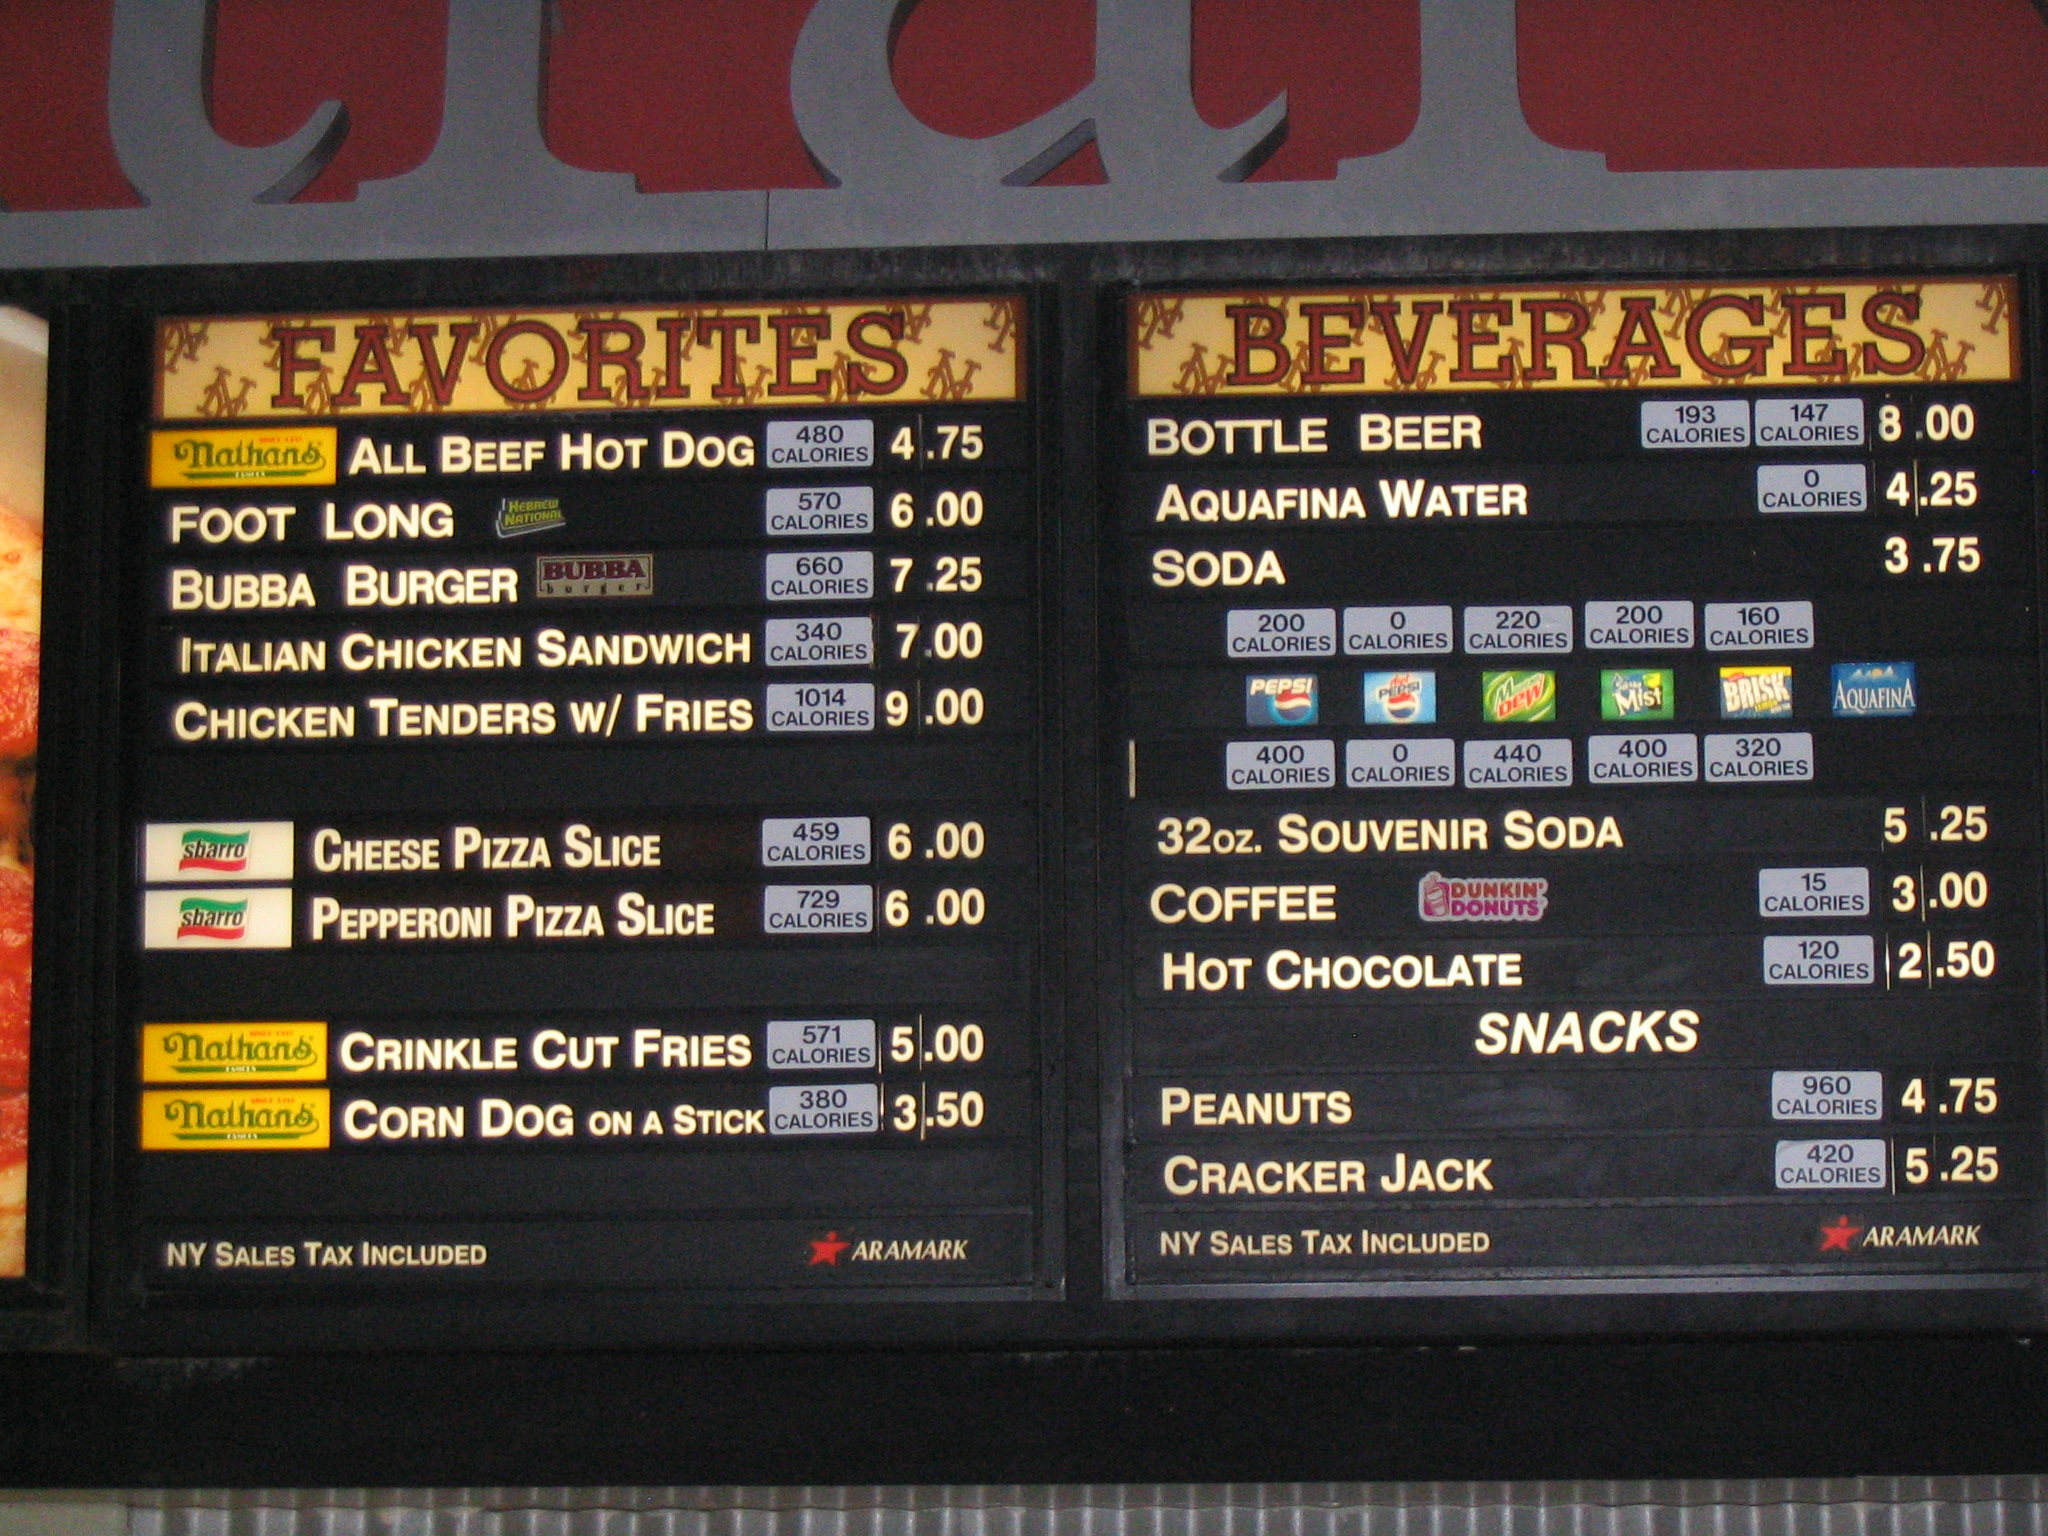 FAVORITES
Nathan's ALL BEEF HOT DOG 480 CALORIES 4.75
FOOT LONG HEBREW NATIONAL 570 CALORIES 6.00
BUBBA BURGER BUBBA burger 660 CALORIES 7.25
ITALIAN CHICKEN SANDWICH 340 CALORIES 7.00
CHICKEN TENDERS W/ FRIES 1014 CALORIES 9.00
sbarro CHEESE PIZZA SLICE 459 CALORIES 6.00
sbarro PEPPERONI PIZZA SLICE 729 CALORIES 6.00
Nathan's CRINKLE CUT FRIES 571 CALORIES 5.00
Nathan's CORN DOG ON A STICK 380 CALORIES 3.50
NY SALES TAX INCLUDED ARAMARK
BEVERAGES
BOTTLE BEER 193 CALORIES 147 CALORIES 8.00
AQUAFINA WATER 0 CALORIES 4.25
SODA 3.75
200 CALORIES 0 CALORIES 220 CALORIES 200 CALORIES 160 CALORIES
PEPSI diet PEPSI Mountain Dew Sierra Mist BRISK AQUAFINA
400 CALORIES 0 CALORIES 440 CALORIES 400 CALORIES 320 CALORIES
32OZ. SOUVENIR SODA 5.25
COFFEE DUNKIN' DONUTS 15 CALORIES 3.00
HOT CHOCOLATE 120 CALORIES 2.50
SNACKS
PEANUTS 960 CALORIES 4.75
CRACKER JACK 420 CALORIES 5.25
NY SALES TAX INCLUDED ARAMARK